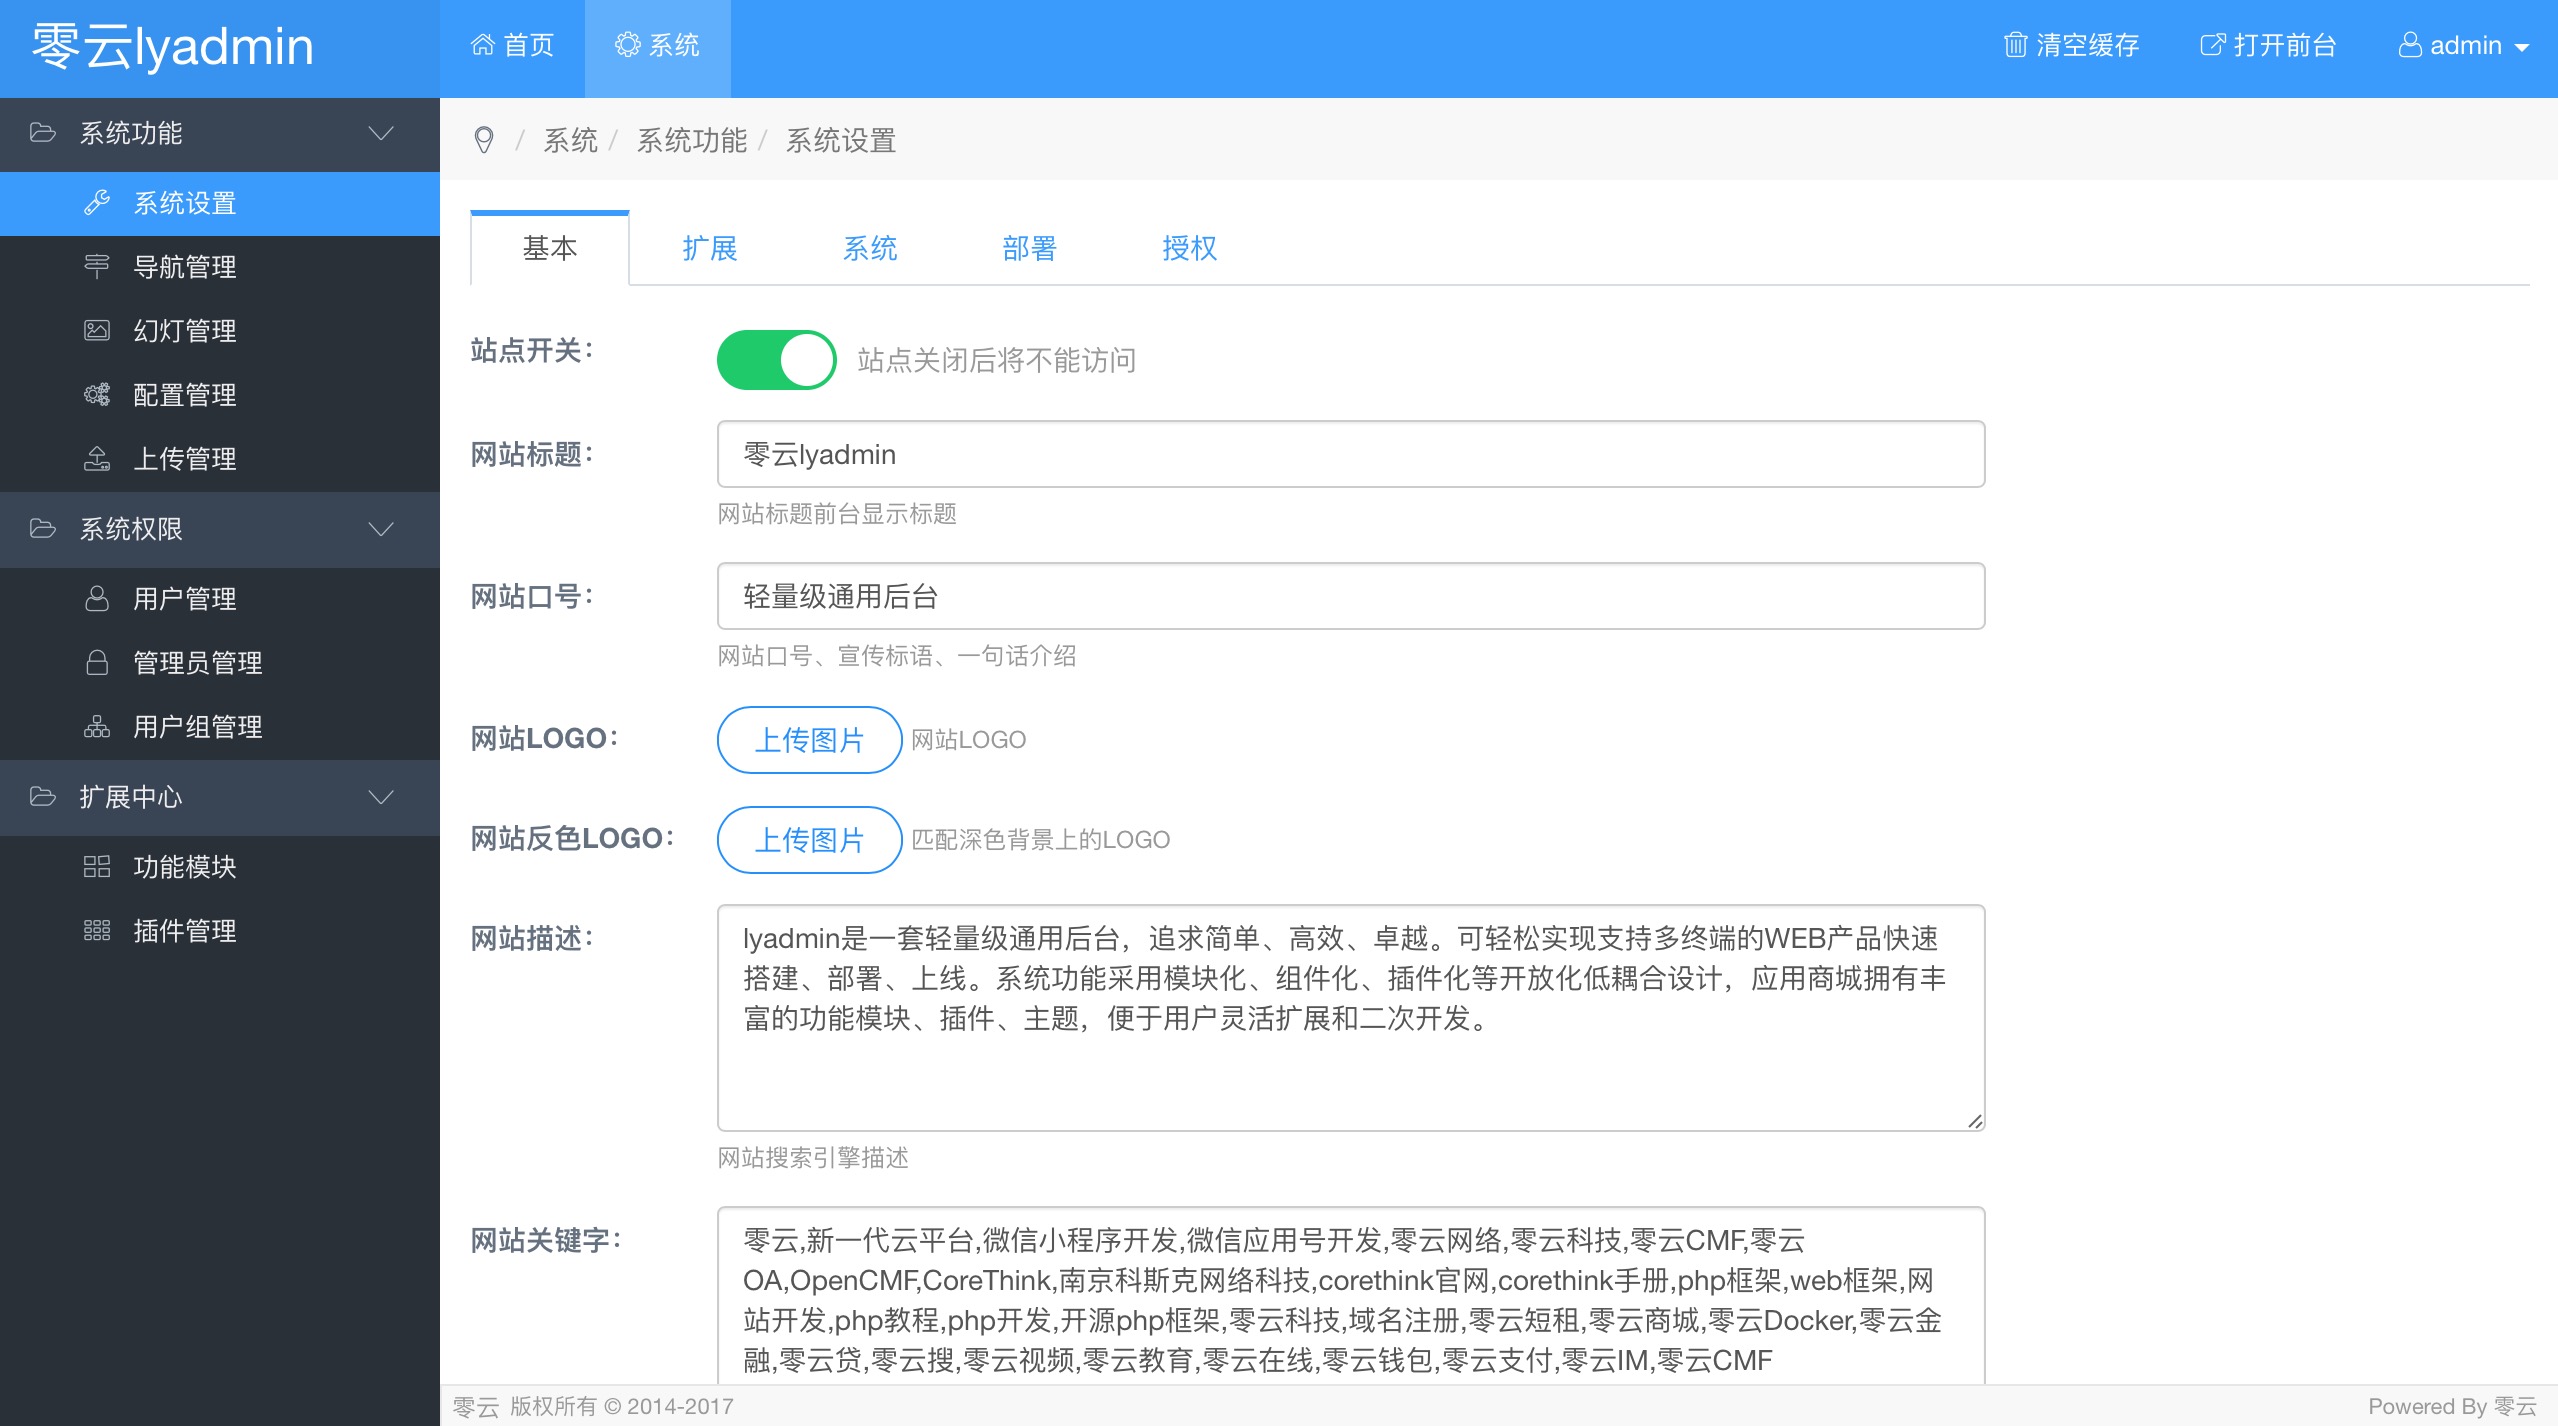 零云lyadmin
首页
系统
清空缓存
打开前台
admin
系统功能
系统设置
导航管理
幻灯管理
配置管理
上传管理
系统权限
用户管理
管理员管理
用户组管理
扩展中心
功能模块
插件管理
/ 系统 / 系统功能 / 系统设置
基本
扩展
系统
部署
授权
站点开关：
站点关闭后将不能访问
网站标题：
零云lyadmin
网站标题前台显示标题
网站口号：
轻量级通用后台
网站口号、宣传标语、一句话介绍
网站LOGO：
上传图片
网站LOGO
网站反色LOGO：
上传图片
匹配深色背景上的LOGO
网站描述：
lyadmin是一套轻量级通用后台，追求简单、高效、卓越。可轻松实现支持多终端的WEB产品快速
搭建、部署、上线。系统功能采用模块化、组件化、插件化等开放化低耦合设计，应用商城拥有丰
富的功能模块、插件、主题，便于用户灵活扩展和二次开发。
网站搜索引擎描述
网站关键字：
零云,新一代云平台,微信小程序开发,微信应用号开发,零云网络,零云科技,零云CMF,零云
OA,OpenCMF,CoreThink,南京科斯克网络科技,corethink官网,corethink手册,php框架,web框架,网
站开发,php教程,php开发,开源php框架,零云科技,域名注册,零云短租,零云商城,零云Docker,零云金
融,零云贷,零云搜,零云视频,零云教育,零云在线,零云钱包,零云支付,零云IM,零云CMF
零云 版权所有 © 2014-2017
Powered By 零云